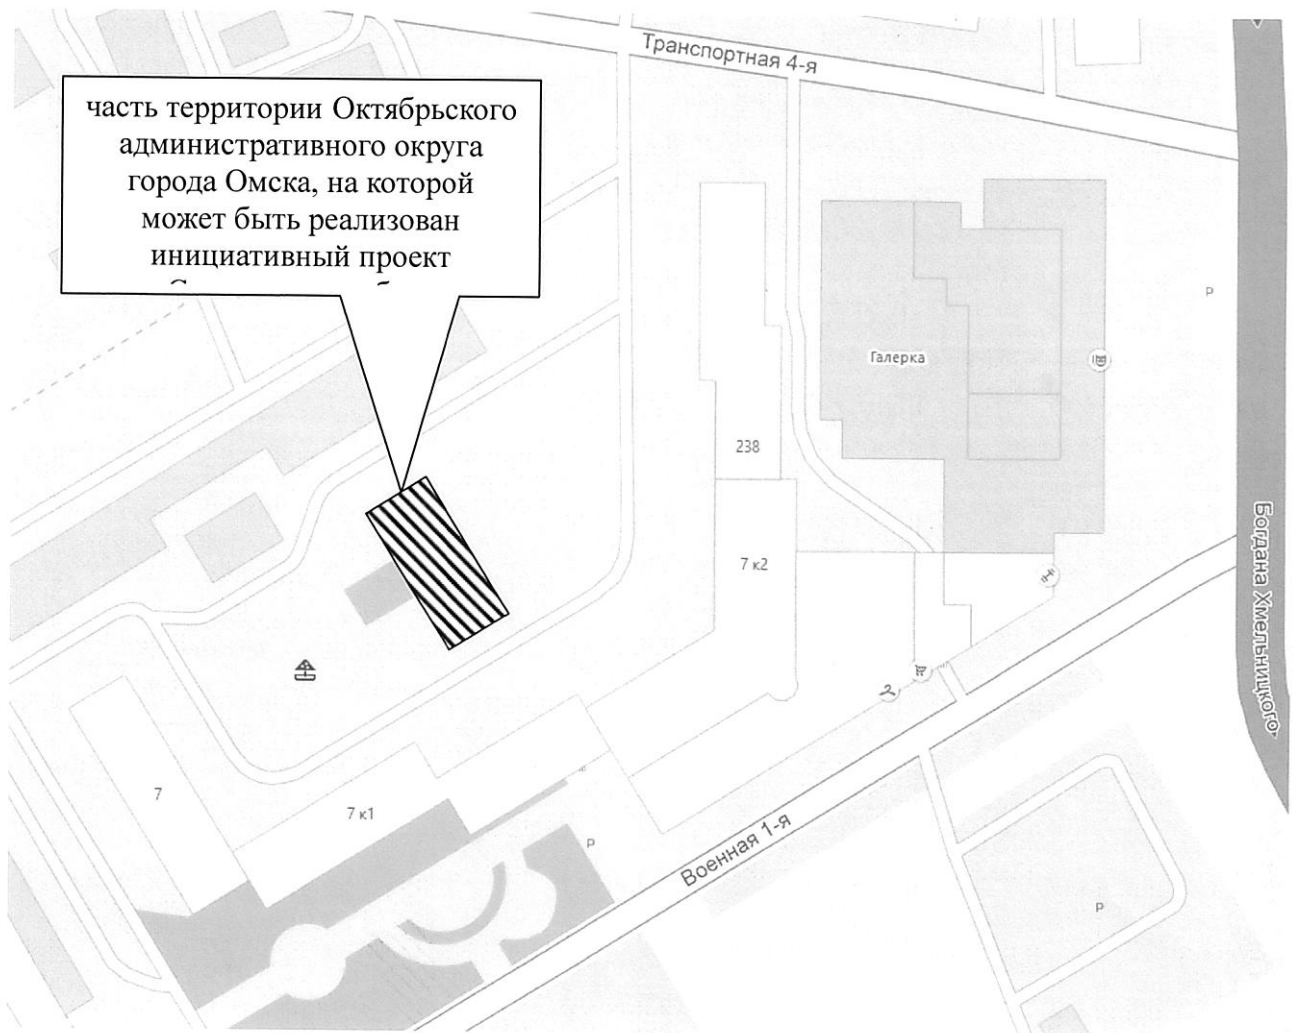 Транспортная 4-я
часть территории Октябрьского
административного округа
города Омска, на которой
может быть реализован
инициативный проект
Р
Галерка
238
Богдана Хмельницкого
7 к2
7
7 к1
Р
Военная 1-я
Р